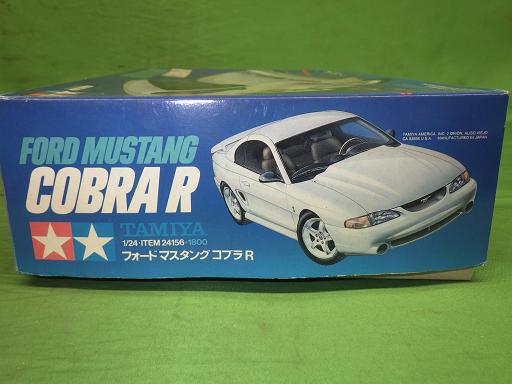 FORD MUSTANG
COBRA R
TAMIYA
1/24·ITEM 24156·1800
フォード マスタング コブラ R
TAMIYA AMERICA, INC. 2 ORION, ALISO VIEJO
CA 92656 U.S.A. MANUFACTURED IN JAPAN